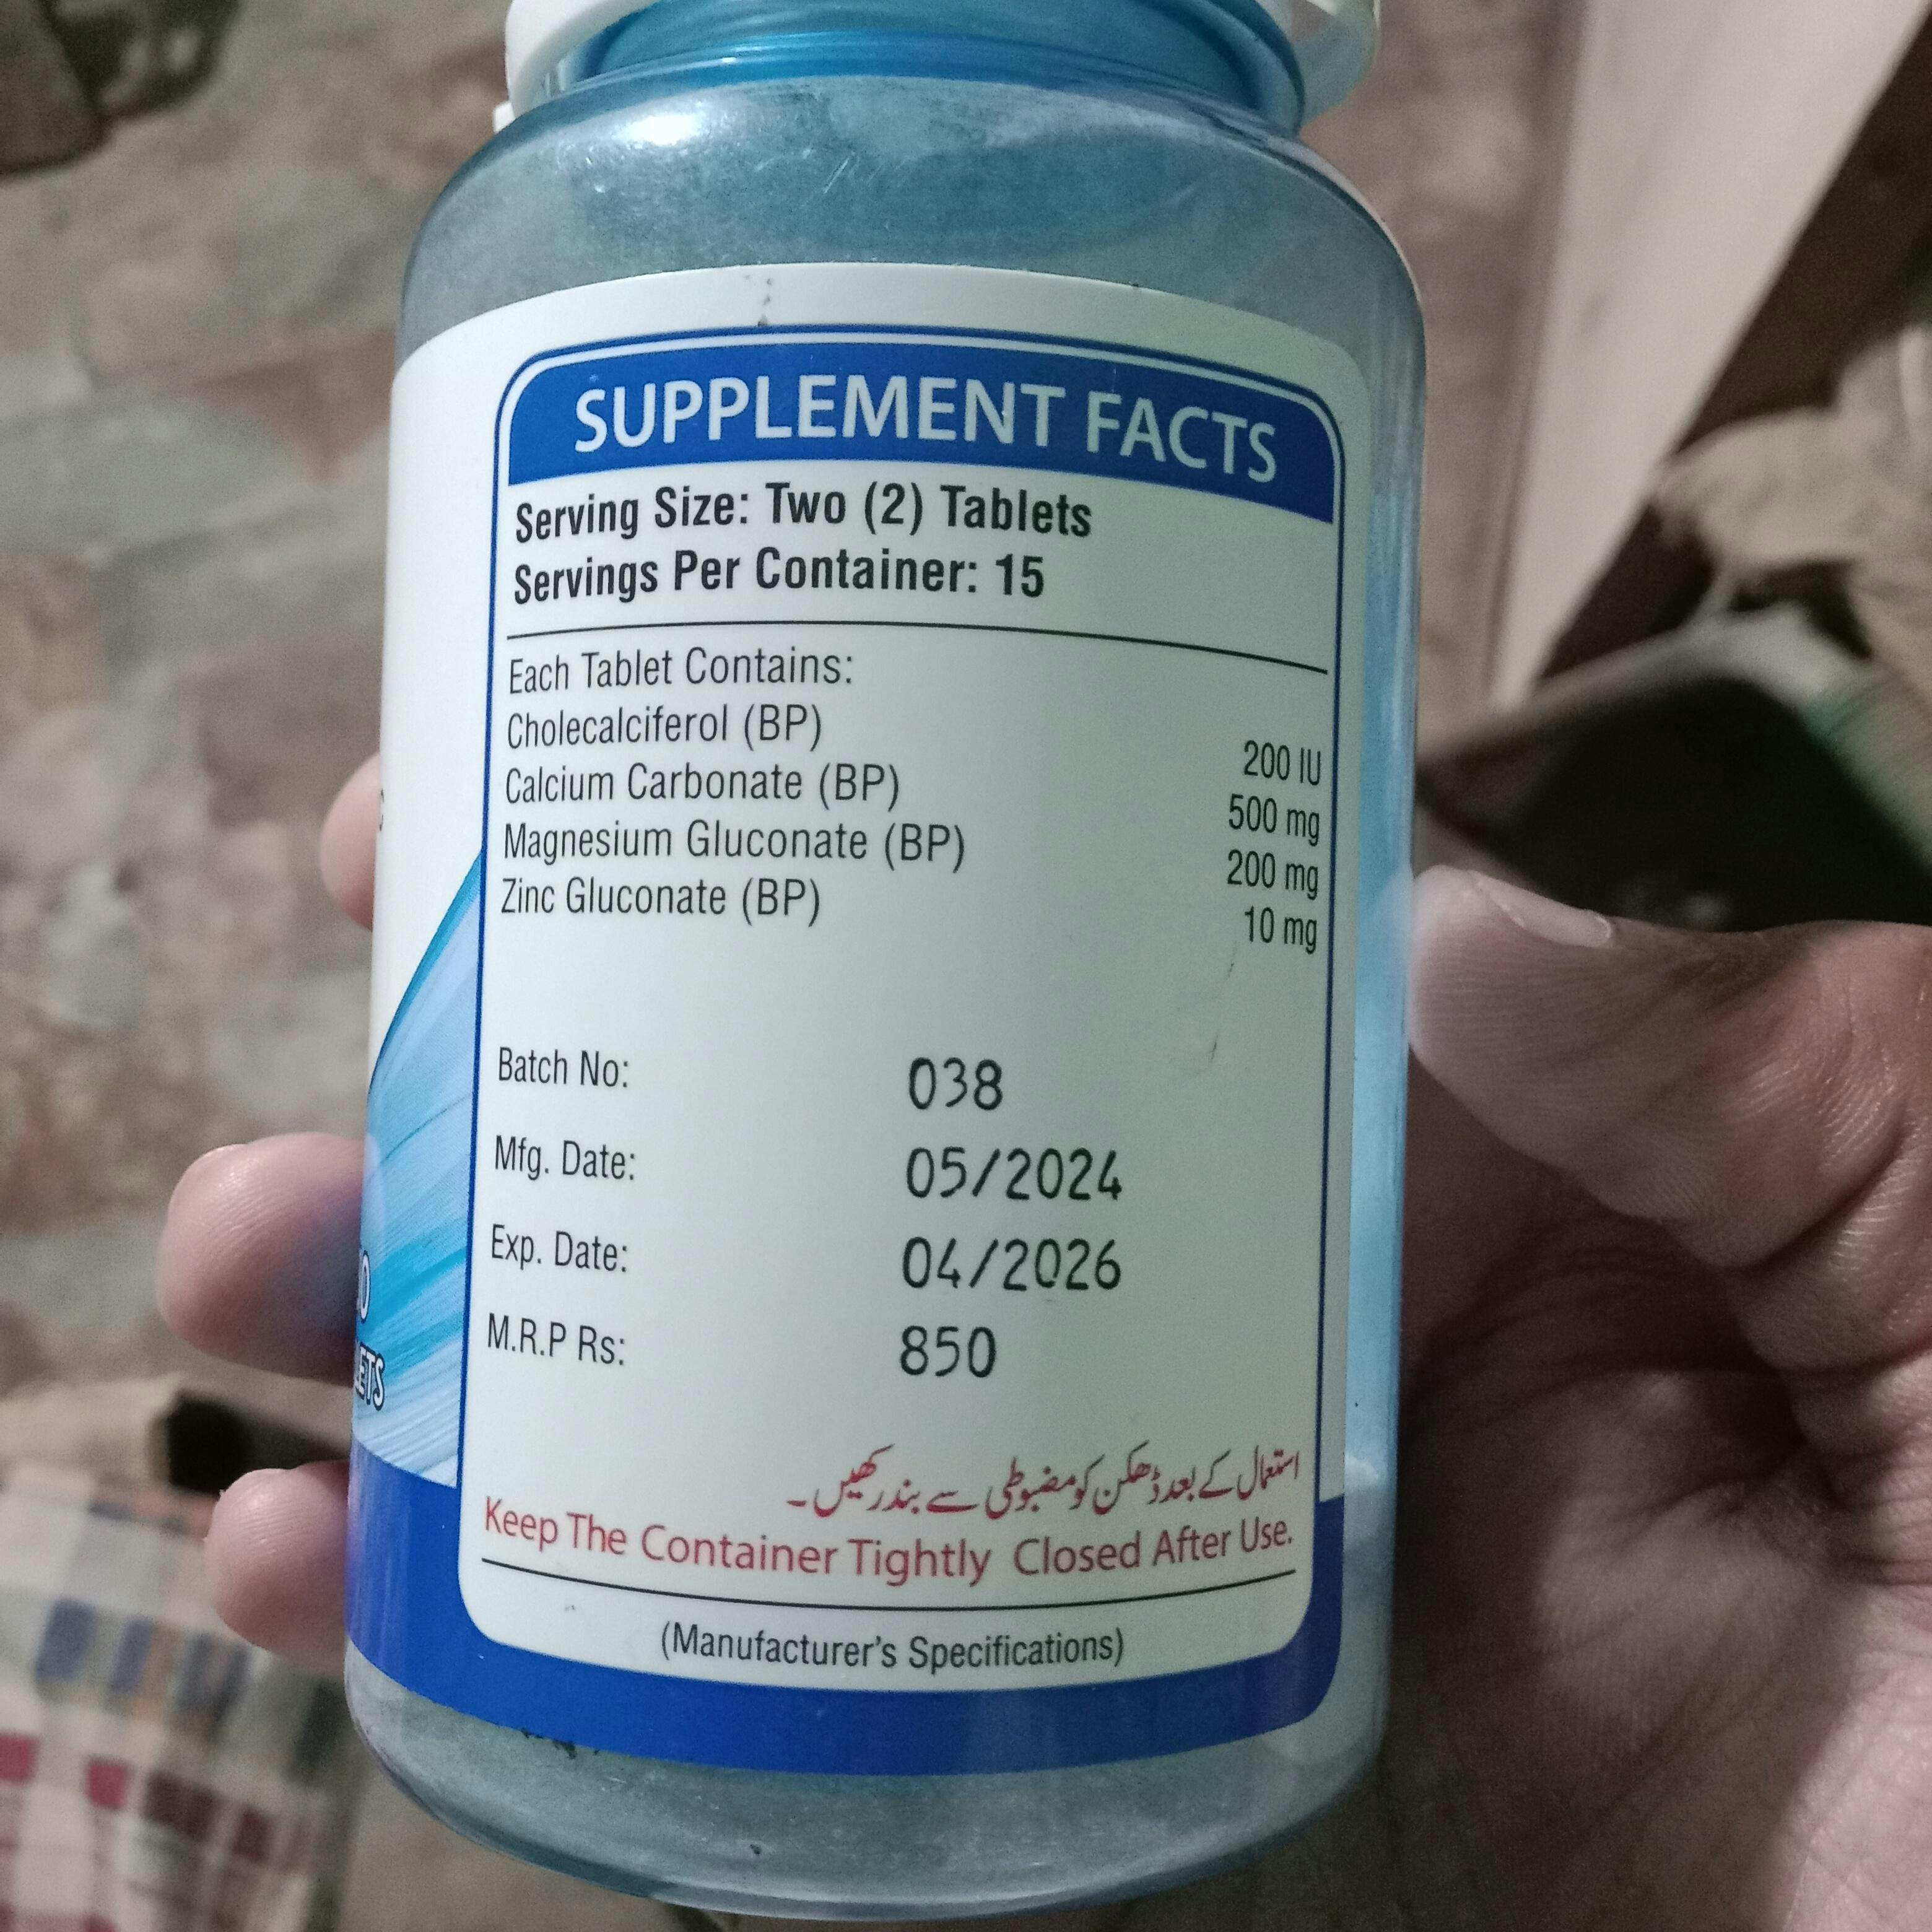 SUPPLEMENT FACTS
Serving Size: Two (2) Tablets
Servings Per Container: 15
Each Tablet Contains:
Cholecalciferol (BP) 200 IU
Calcium Carbonate (BP) 500 mg
Magnesium Gluconate (BP) 200 mg
Zinc Gluconate (BP) 10 mg
Batch No: 038
Mfg. Date: 05/2024
Exp. Date: 04/2026
M.R.P Rs: 850
استعمال کے بعد ڈھکن کو مضبوطی سے بند رکھیں۔
Keep The Container Tightly Closed After Use.
(Manufacturer's Specifications)